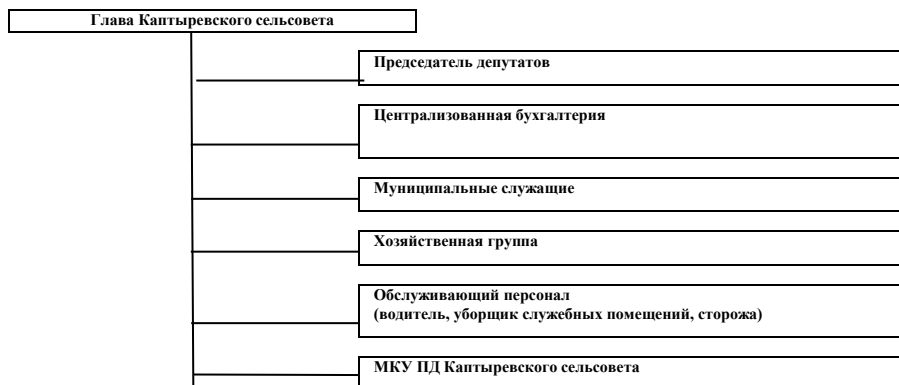 Глава Каптыревского сельсовета
Председатель депутатов
Централизованная бухгалтерия
Муниципальные служащие
Хозяйственная группа
Обслуживающий персонал
(водитель, уборщик служебных помещений, сторожа)
МКУ ПД Каптыревского сельсовета